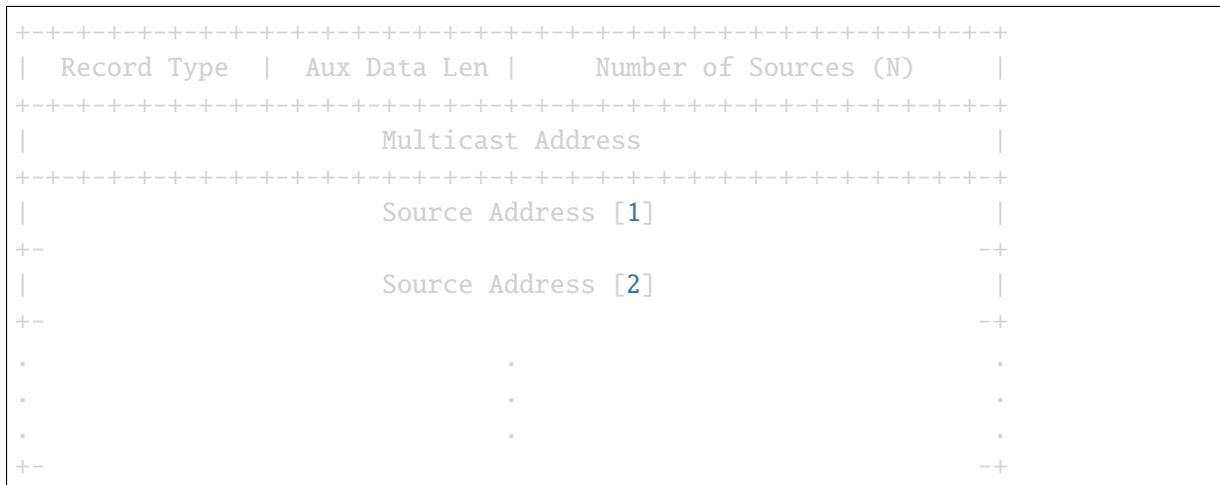 +-+-+-+-+-+-+-+-+-+-+-+-+-+-+-+-+-+-+-+-+-+-+-+-+-+-+-+-+-+-+-+-+
|  Record Type  |  Aux Data Len |     Number of Sources (N)     |
+-+-+-+-+-+-+-+-+-+-+-+-+-+-+-+-+-+-+-+-+-+-+-+-+-+-+-+-+-+-+-+-+
|                       Multicast Address                       |
+-+-+-+-+-+-+-+-+-+-+-+-+-+-+-+-+-+-+-+-+-+-+-+-+-+-+-+-+-+-+-+-+
|                       Source Address [1]                      |
+-                                                             -+
|                       Source Address [2]                      |
+-                                                             -+
.                               .                               .
.                               .                               .
.                               .                               .
+-                                                             -+